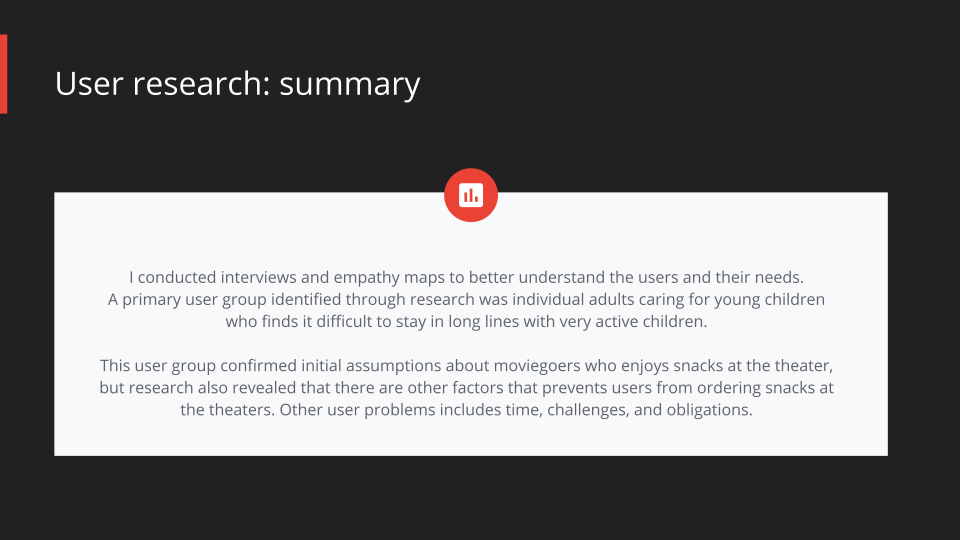 User research: summary
I conducted interviews and empathy maps to better understand the users and their needs.
A primary user group identified through research was individual adults caring for young children
who finds it difficult to stay in long lines with very active children.
This user group confirmed initial assumptions about moviegoers who enjoys snacks at the theater,
but research also revealed that there are other factors that prevents users from ordering snacks at
the theaters. Other user problems includes time, challenges, and obligations.